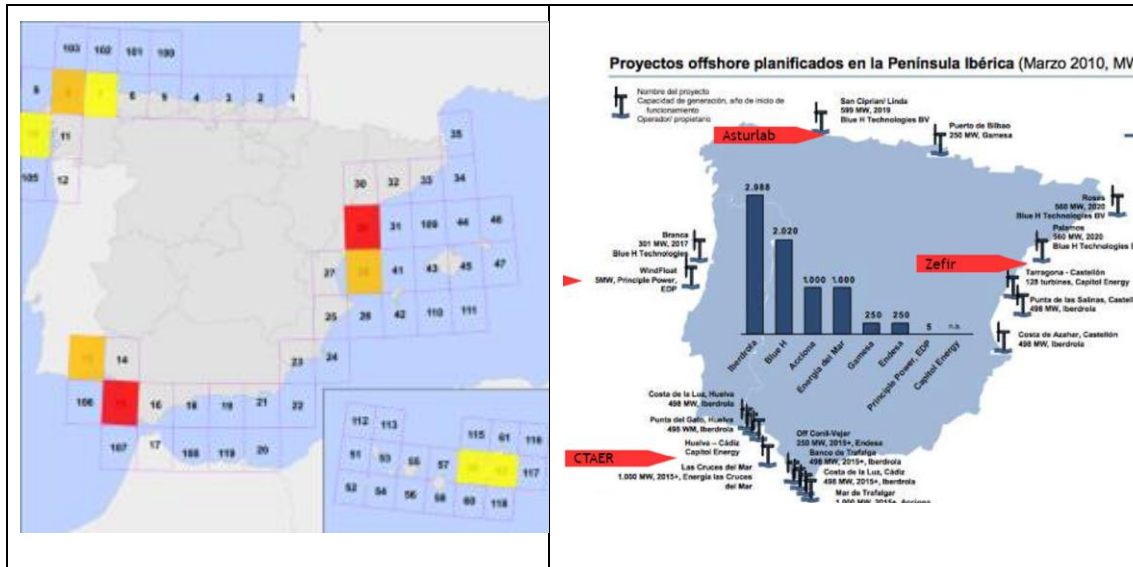 103 102 101 100
7 6 5 4 3 2 1
11
105 12
35
30 32 33 34
31 109 44 46
27 41 43 45 47
25 26 42 110 111
14 23 24
106 16 18 19 21 22
107 17 108 119 20
112 113 115 61 116
51 53 55 57 117
52 54 56 58 60 118
Proyectos offshore planificados en la Península Ibérica (Marzo 2010, MW
Nombre del proyecto
Capacidad de generación, año de inicio de
funcionamiento
Operador/ propietario
San Ciprian/ Linda
599 MW, 2019
Blue H Technologies BV
Asturlab
Puerto de Bilbao
250 MW, Gamesa
Rosas
560 MW, 2020
Blue H Technologies BV
Palamos
560 MW, 2020
Blue H Technologies B
Zefir
Tarragona - Castellón
128 turbines, Capitol Energy
Punta de las Salinas, Castell
498 MW, Iberdrola
Costa de Azahar, Castellón
498 MW, Iberdrola
Branca
301 MW, 2017
Blue H Technologies
WindFloat
5MW, Principle Power,
EDP
2.988
2.020
1.000 1.000
250 250
5 n.a.
Iberdrola
Blue H
Acciona
Energía del Mar
Gamesa
Endesa
Principle Power, EDP
Capitol Energy
Costa de la Luz, Huelva
498 MW, Iberdrola
Punta del Gato, Huelva
498 WM, Iberdrola
Huelva – Cádiz
Capitol Energy
CTAER
Las Cruces del Mar
1.000 MW, 2015+, Energía las Cruces
del Mar
Off Conil-Vejer
250 MW, 2015+, Endesa
Banco de Trafalga
498 MW, 2015+, Iberdrola
Costa de la Luz, Cádiz
498 MW, 2015+, Iberdrola
Mar de Trafalgar
1.000 MW, 2015+, Acciona